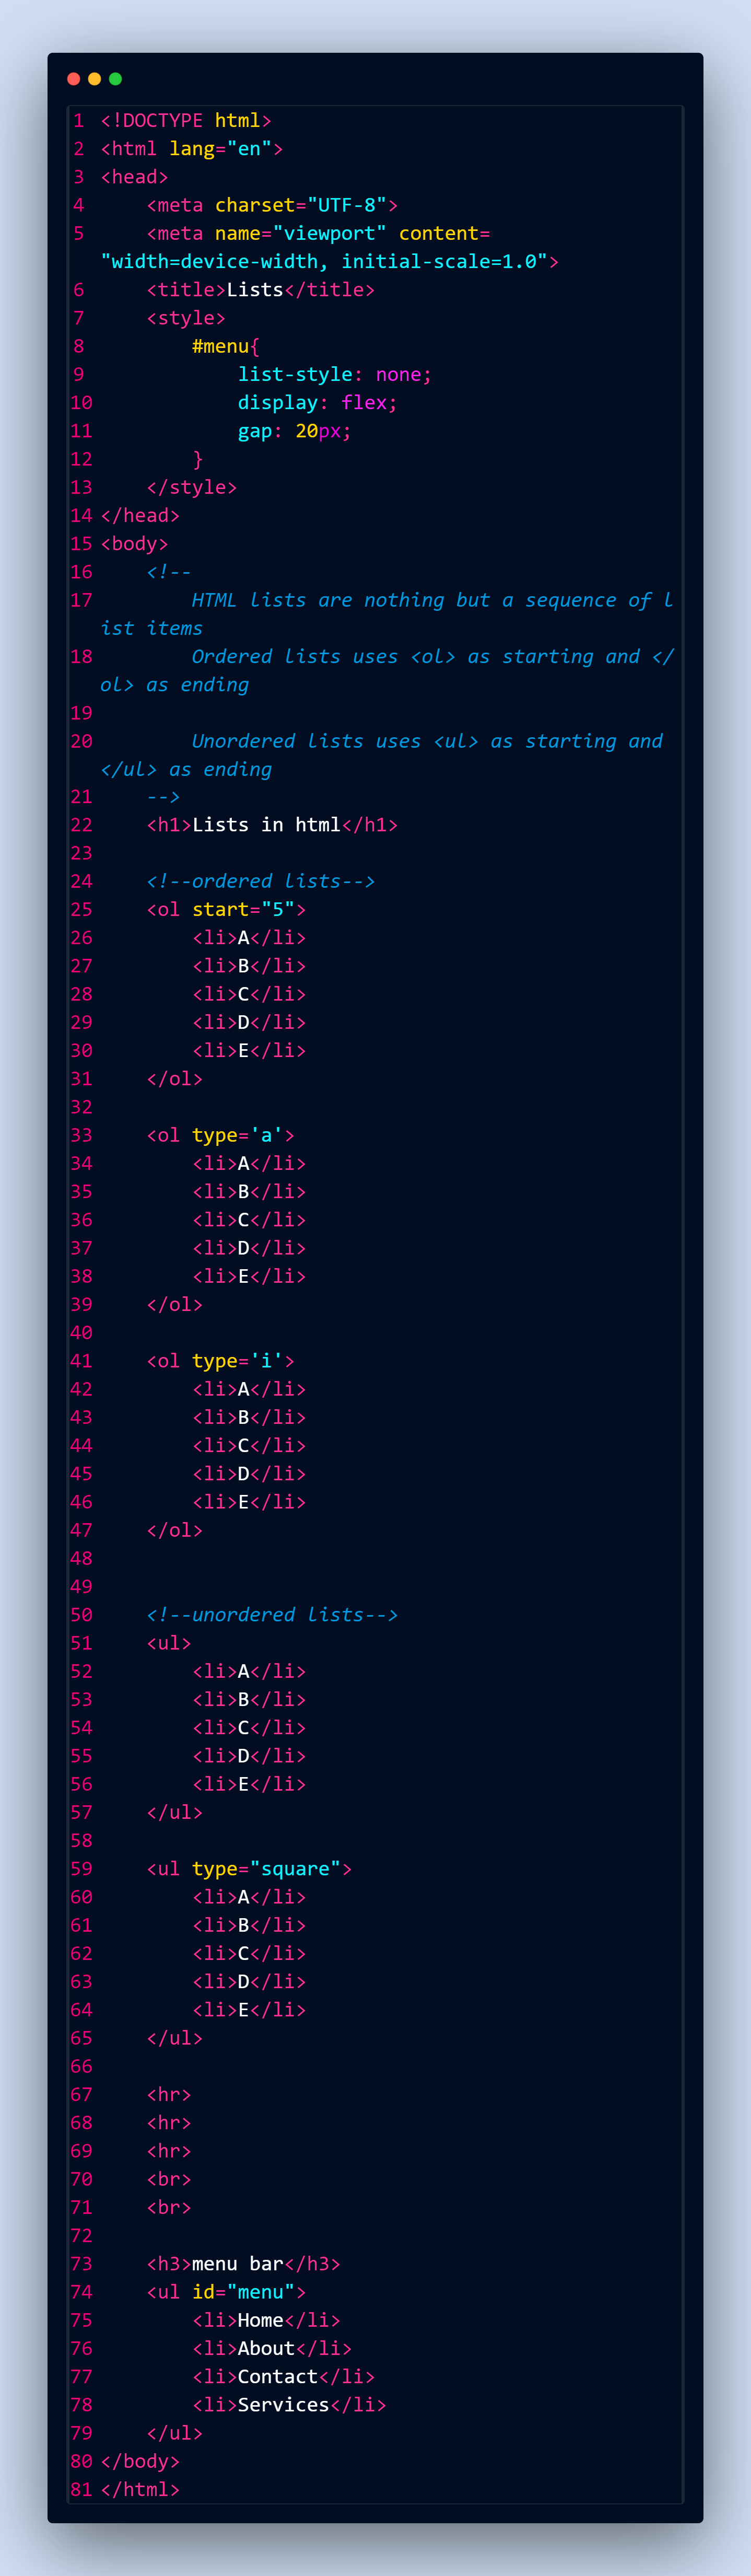 1 <!DOCTYPE html>
2 <html lang="en">
3 <head>
4     <meta charset="UTF-8">
5     <meta name="viewport" content=
"width=device-width, initial-scale=1.0">
6     <title>Lists</title>
7     <style>
8         #menu{
9             list-style: none;
10             display: flex;
11             gap: 20px;
12         }
13     </style>
14 </head>
15 <body>
16     <!--
17         HTML lists are nothing but a sequence of l
ist items
18         Ordered lists uses <ol> as starting and </
ol> as ending
19
20         Unordered lists uses <ul> as starting and
</ul> as ending
21     -->
22     <h1>Lists in html</h1>
23
24     <!--ordered lists-->
25     <ol start="5">
26         <li>A</li>
27         <li>B</li>
28         <li>C</li>
29         <li>D</li>
30         <li>E</li>
31     </ol>
32
33     <ol type='a'>
34         <li>A</li>
35         <li>B</li>
36         <li>C</li>
37         <li>D</li>
38         <li>E</li>
39     </ol>
40
41     <ol type='i'>
42         <li>A</li>
43         <li>B</li>
44         <li>C</li>
45         <li>D</li>
46         <li>E</li>
47     </ol>
48
49
50     <!--unordered lists-->
51     <ul>
52         <li>A</li>
53         <li>B</li>
54         <li>C</li>
55         <li>D</li>
56         <li>E</li>
57     </ul>
58
59     <ul type="square">
60         <li>A</li>
61         <li>B</li>
62         <li>C</li>
63         <li>D</li>
64         <li>E</li>
65     </ul>
66
67     <hr>
68     <hr>
69     <hr>
70     <br>
71     <br>
72
73     <h3>menu bar</h3>
74     <ul id="menu">
75         <li>Home</li>
76         <li>About</li>
77         <li>Contact</li>
78         <li>Services</li>
79     </ul>
80 </body>
81 </html>